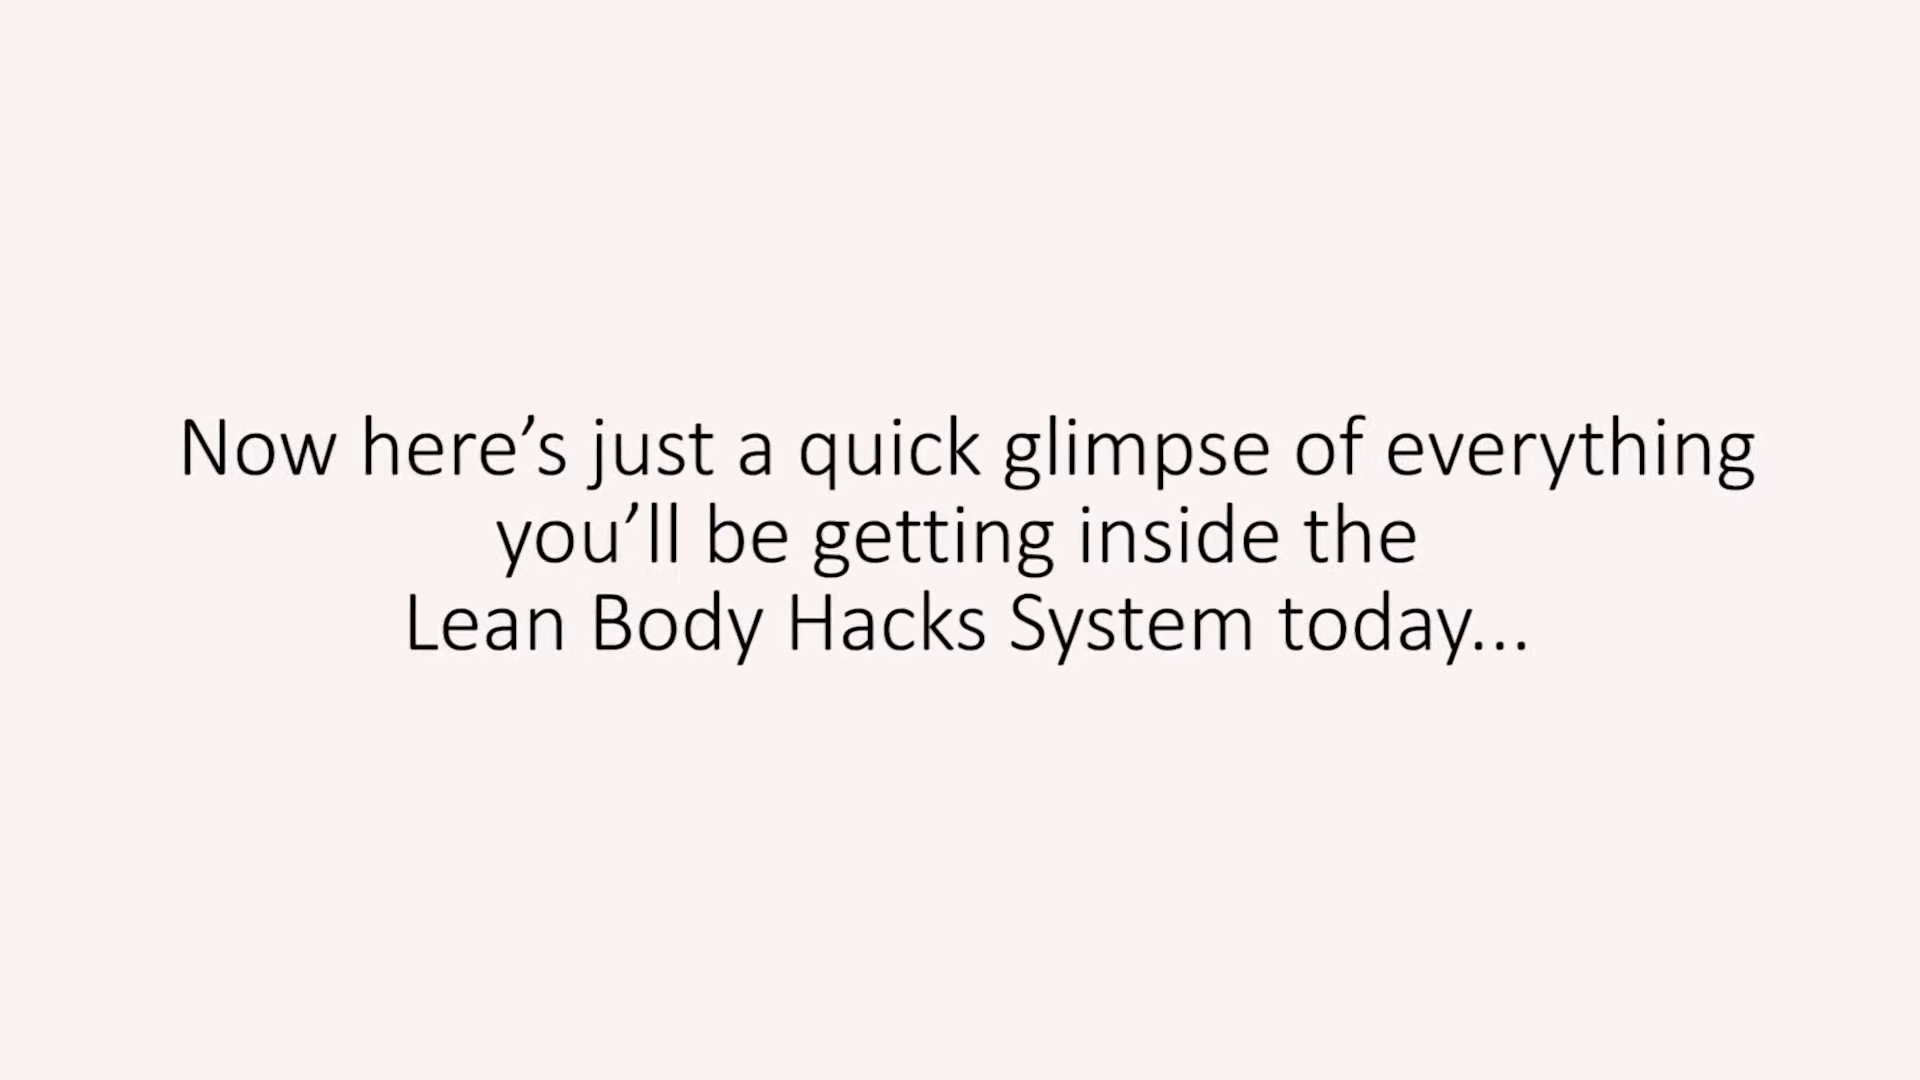 Now here’s just a quick glimpse of everything
you’ll be getting inside the
Lean Body Hacks System today...